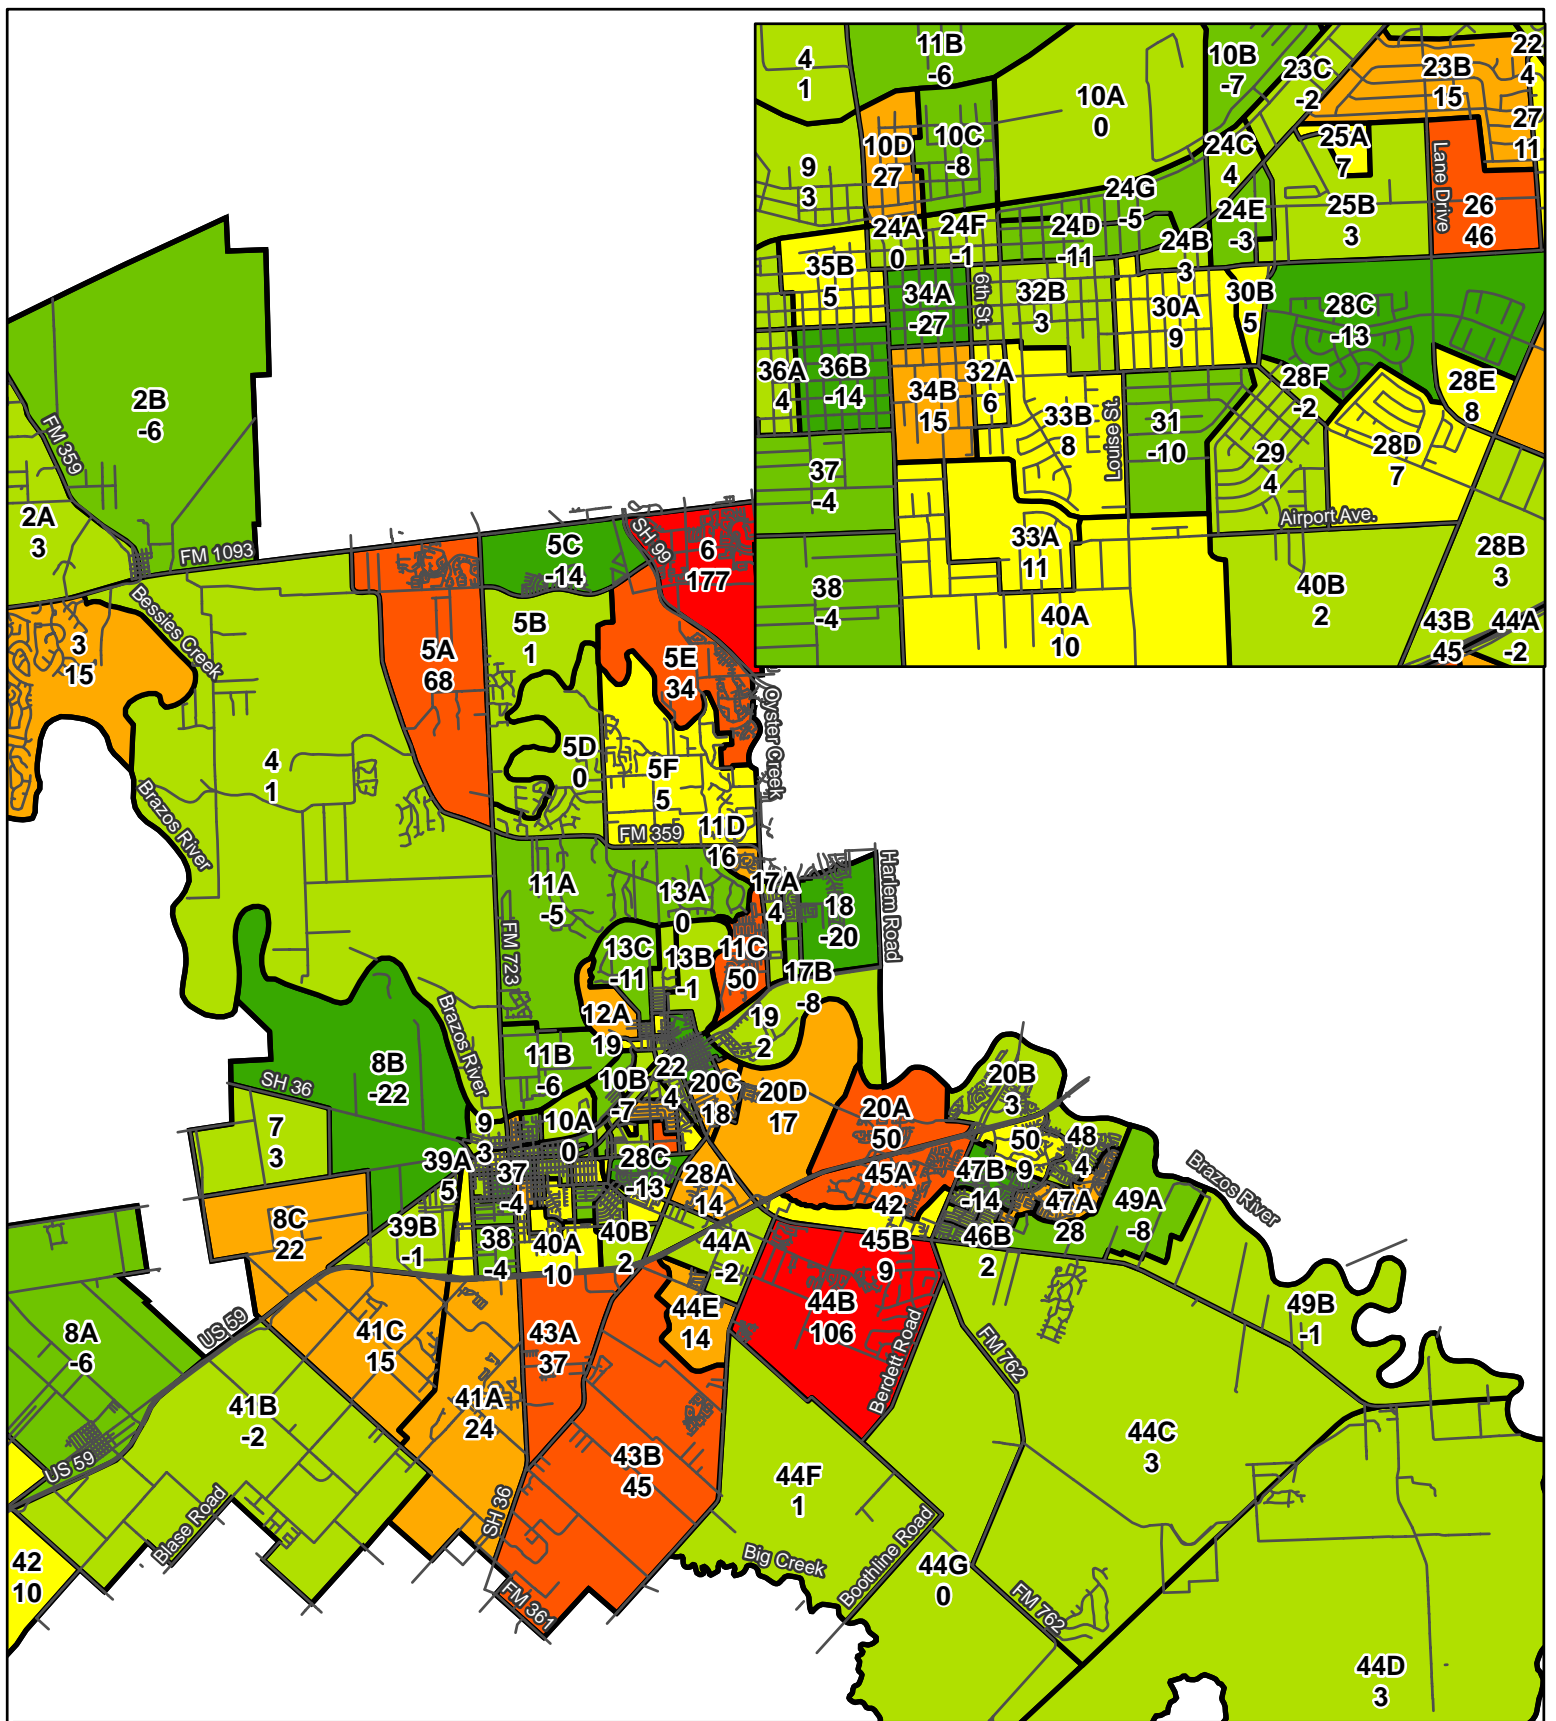 11B
-6
4
1
10B
-7
23C
-2
23B
15
22
4
10A
0
10D
27
10C
-8
24C
4
25A
7
27
11
Lane Drive
9
3
24G
-5
24E
-3
25B
3
26
46
24A
0
24F
-1
24D
-11
24B
3
35B
5
34A
-27
6th St.
32B
3
30A
9
30B
5
28C
-13
36A
4
36B
-14
34B
15
32A
6
33B
8
Louise St.
31
-10
28F
-2
28E
8
29
4
28D
7
37
-4
Airport Ave.
33A
11
28B
3
38
-4
40A
10
40B
2
43B
45
44A
-2
2B
-6
FM 359
2A
3
FM 1093
5C
-14
SH 99
6
177
Bessies Creek
3
15
5B
1
5A
68
5E
34
Oyster Creek
4
1
5D
0
5F
5
Brazos River
FM 359
11D
16
11A
-5
13A
0
17A
4
18
-20
Harlem Road
FM 723
13C
-11
13B
-1
11C
50
17B
-8
Brazos River
12A
19
19
2
8B
-22
SH 36
11B
-6
10B
-7
22
4
20C
18
20D
17
20B
3
20A
50
7
3
9
3
10A
0
50
9
48
4
39A
5
37
-4
28C
-13
28A
14
45A
42
47B
-14
47A
28
49A
-8
Brazos River
8C
22
39B
-1
38
-4
40A
10
40B
2
44A
-2
45B
9
46B
2
8A
-6
US 59
41C
15
43A
37
44E
14
44B
106
Berdett Road
FM 762
49B
-1
41B
-2
41A
24
43B
45
44C
3
US 59
44F
1
Blase Road
SH 36
42
10
FM 361
Big Creek
Boothline Road
44G
0
FM 762
44D
3